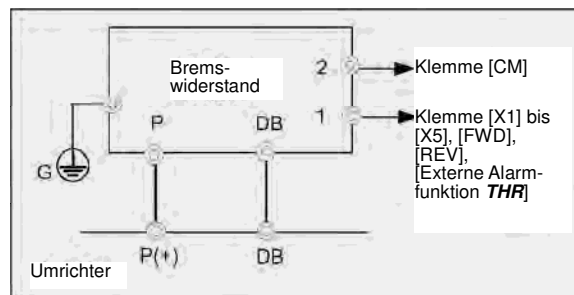 Brems-
widerstand
2
Klemme [CM]
1
Klemme [X1] bis
[X5], [FWD],
[REV],
[Externe Alarm-
funktion THR]
P
DB
G
P(+)
DB
Umrichter